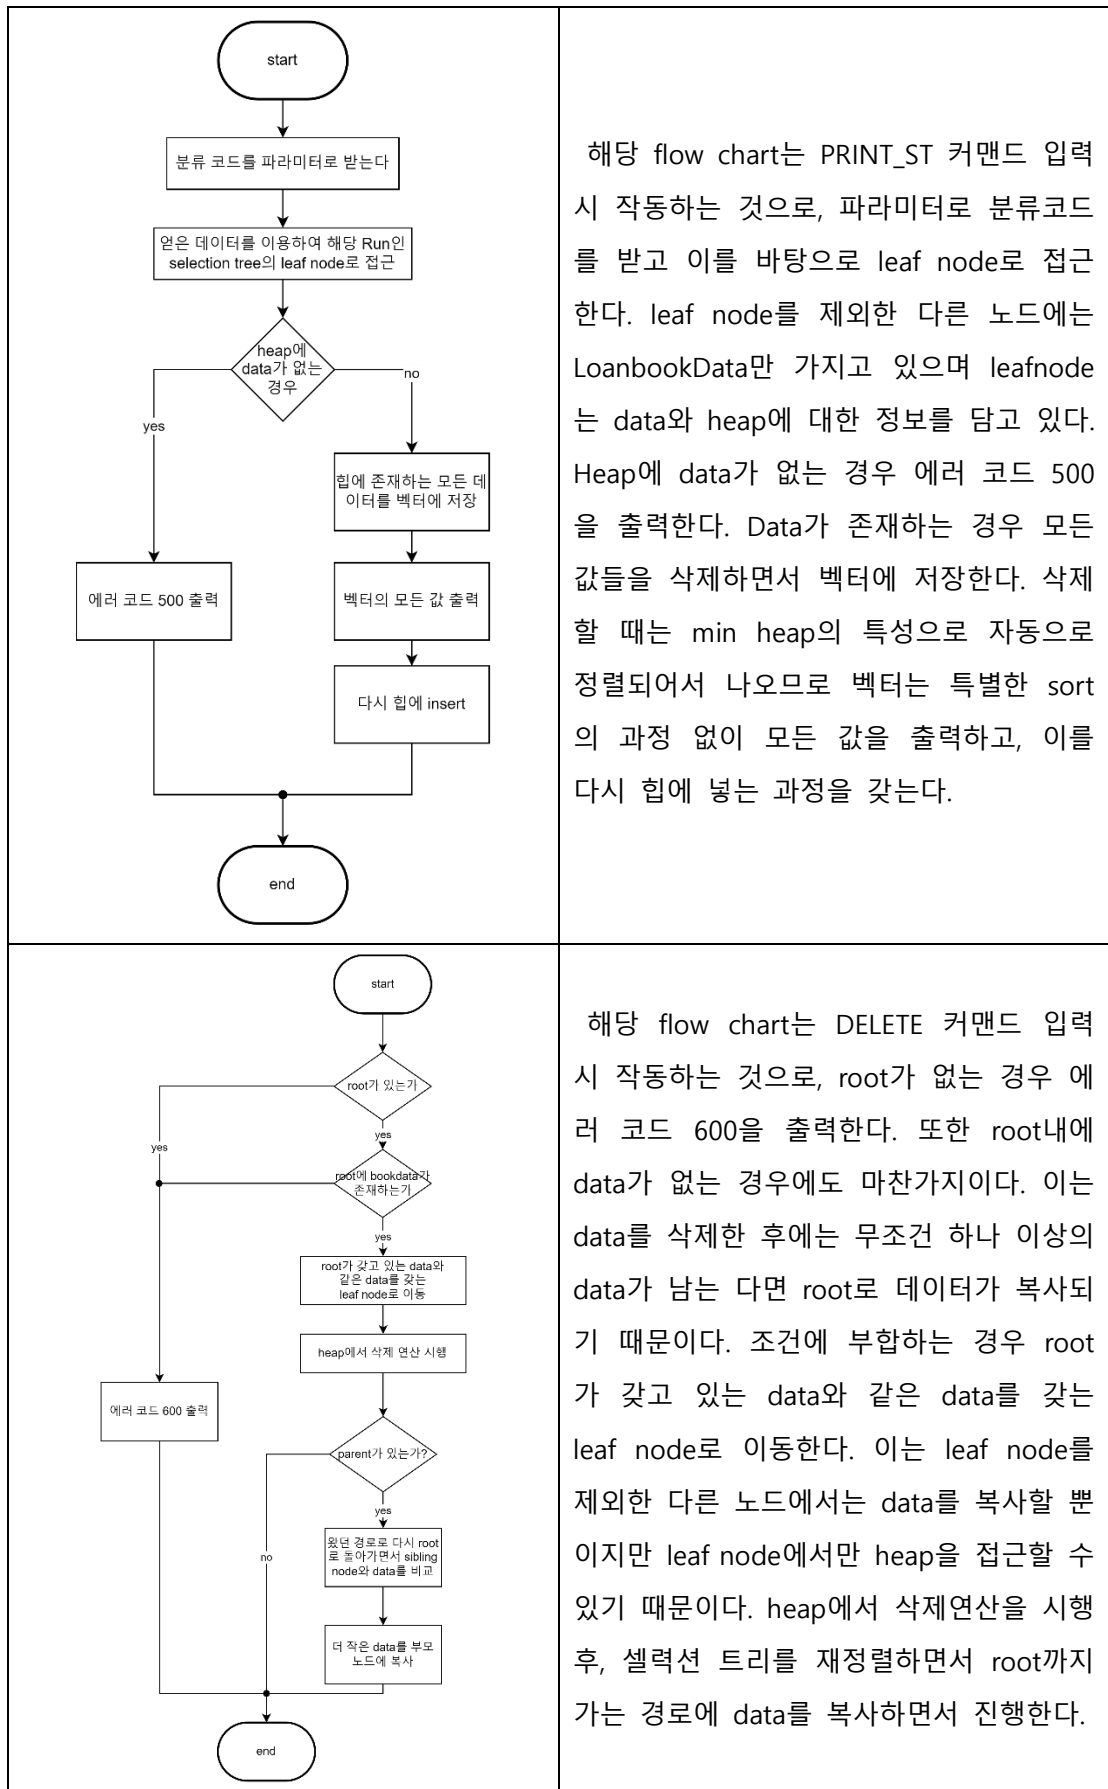 start
분류 코드를 파라미터로 받는다
얻은 데이터를 이용하여 해당 Run인
selection tree의 leaf node로 접근
heap에
data가 없는
경우
no
yes
힙에 존재하는 모든 데
이터를 벡터에 저장
에러 코드 500 출력
벡터의 모든 값 출력
다시 힙에 insert
end
해당 flow chart는 PRINT_ST 커맨드 입력
시 작동하는 것으로, 파라미터로 분류코드
를 받고 이를 바탕으로 leaf node로 접근
한다. leaf node를 제외한 다른 노드에는
LoanbookData만 가지고 있으며 leafnode
는 data와 heap에 대한 정보를 담고 있다.
Heap에 data가 없는 경우 에러 코드 500
을 출력한다. Data가 존재하는 경우 모든
값들을 삭제하면서 벡터에 저장한다. 삭제
할 때는 min heap의 특성으로 자동으로
정렬되어서 나오므로 벡터는 특별한 sort
의 과정 없이 모든 값을 출력하고, 이를
다시 힙에 넣는 과정을 갖는다.
start
root가 있는가
yes
yes
root에 bookdata가
존재하는가
yes
root가 갖고 있는 data와
같은 data를 갖는
leaf node로 이동
heap에서 삭제 연산 시행
에러 코드 600 출력
parent가 있는가?
yes
no
왔던 경로로 다시 root
로 돌아가면서 sibling
node와 data를 비교
더 작은 data를 부모
노드에 복사
end
해당 flow chart는 DELETE 커맨드 입력
시 작동하는 것으로, root가 없는 경우 에
러 코드 600을 출력한다. 또한 root내에
data가 없는 경우에도 마찬가지이다. 이는
data를 삭제한 후에는 무조건 하나 이상의
data가 남는 다면 root로 데이터가 복사되
기 때문이다. 조건에 부합하는 경우 root
가 갖고 있는 data와 같은 data를 갖는
leaf node로 이동한다. 이는 leaf node를
제외한 다른 노드에서는 data를 복사할 뿐
이지만 leaf node에서만 heap을 접근할 수
있기 때문이다. heap에서 삭제연산을 시행
후, 셀력션 트리를 재정렬하면서 root까지
가는 경로에 data를 복사하면서 진행한다.